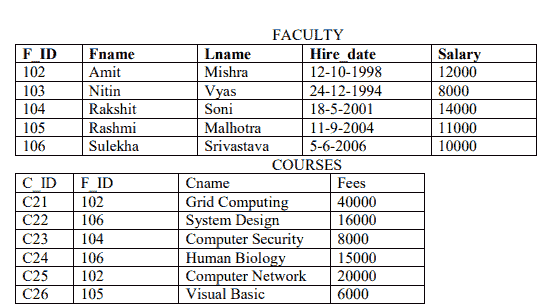 FACULTY
F_ID Fname Lname Hire_date Salary
102 Amit Mishra 12-10-1998 12000
103 Nitin Vyas 24-12-1994 8000
104 Rakshit Soni 18-5-2001 14000
105 Rashmi Malhotra 11-9-2004 11000
106 Sulekha Srivastava 5-6-2006 10000
COURSES
C_ID F_ID Cname Fees
C21 102 Grid Computing 40000
C22 106 System Design 16000
C23 104 Computer Security 8000
C24 106 Human Biology 15000
C25 102 Computer Network 20000
C26 105 Visual Basic 6000